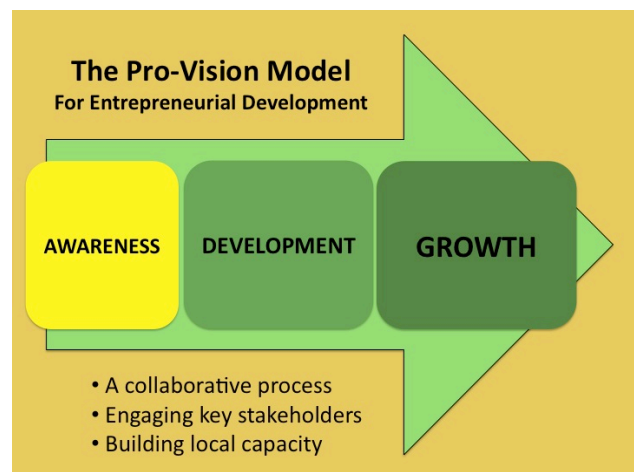 The Pro-Vision Model
For Entrepreneurial Development
AWARENESS
DEVELOPMENT
GROWTH
• A collaborative process
• Engaging key stakeholders
• Building local capacity